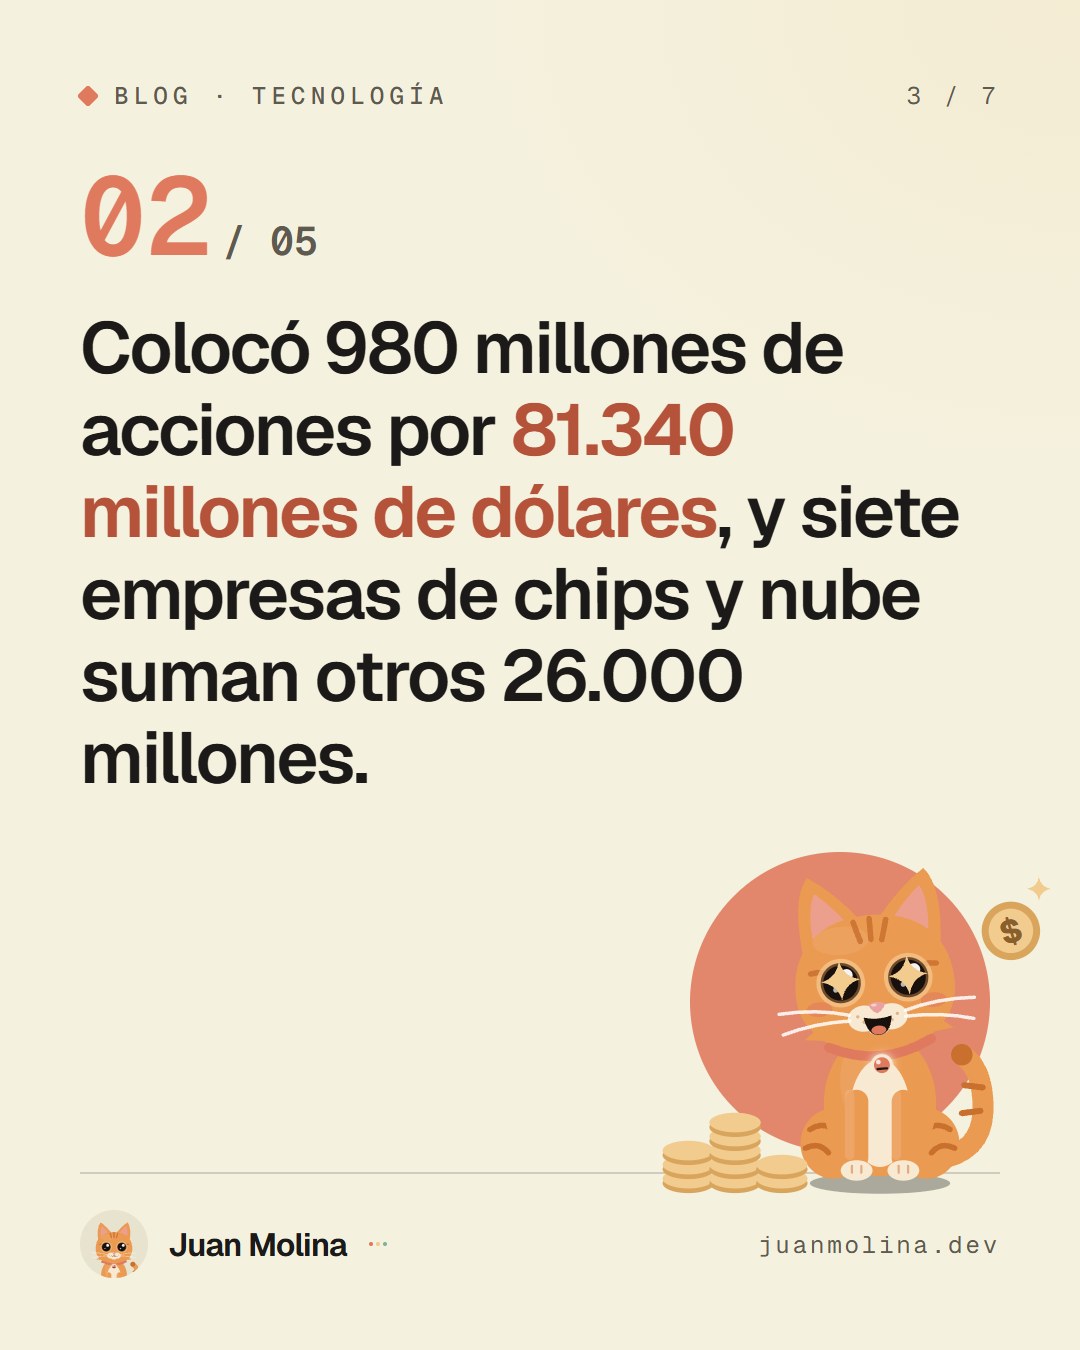 BLOG · TECNOLOGÍA
3 / 7
02 / 05
Colocó 980 millones de
acciones por 81.340
millones de dólares, y siete
empresas de chips y nube
suman otros 26.000
millones.
$
Juan Molina
juanmolina.dev